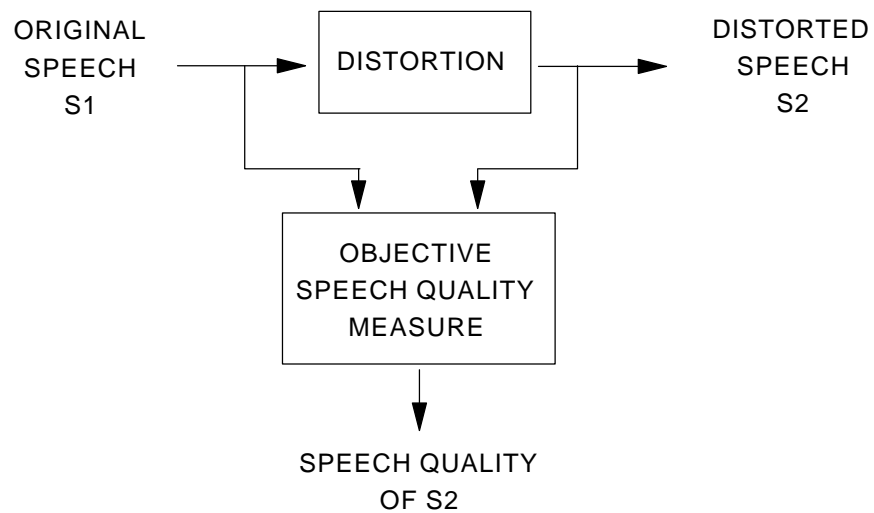 ORIGINAL
SPEECH
S1
DISTORTION
DISTORTED
SPEECH
S2
OBJECTIVE
SPEECH QUALITY
MEASURE
SPEECH QUALITY
OF S2